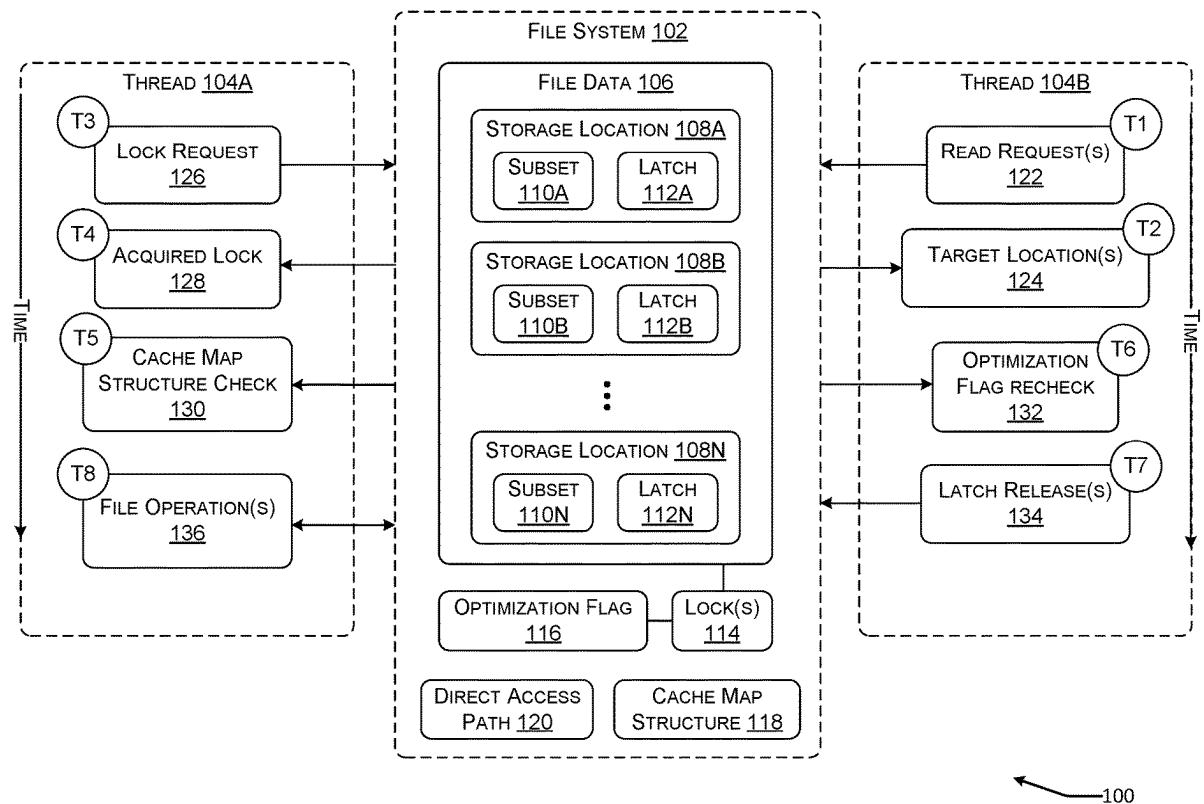 FILE SYSTEM 102
THREAD 104A
TIME
T3
LOCK REQUEST
126
T4
ACQUIRED LOCK
128
T5
CACHE MAP
STRUCTURE CHECK
130
T8
FILE OPERATION(S)
136
FILE DATA 106
STORAGE LOCATION 108A
SUBSET
110A
LATCH
112A
STORAGE LOCATION 108B
SUBSET
110B
LATCH
112B
STORAGE LOCATION 108N
SUBSET
110N
LATCH
112N
OPTIMIZATION FLAG
116
LOCK(S)
114
DIRECT ACCESS
PATH 120
CACHE MAP
STRUCTURE 118
THREAD 104B
TIME
T1
READ REQUEST(S)
122
T2
TARGET LOCATION(S)
124
T6
OPTIMIZATION
FLAG RECHECK
132
T7
LATCH RELEASE(S)
134
100